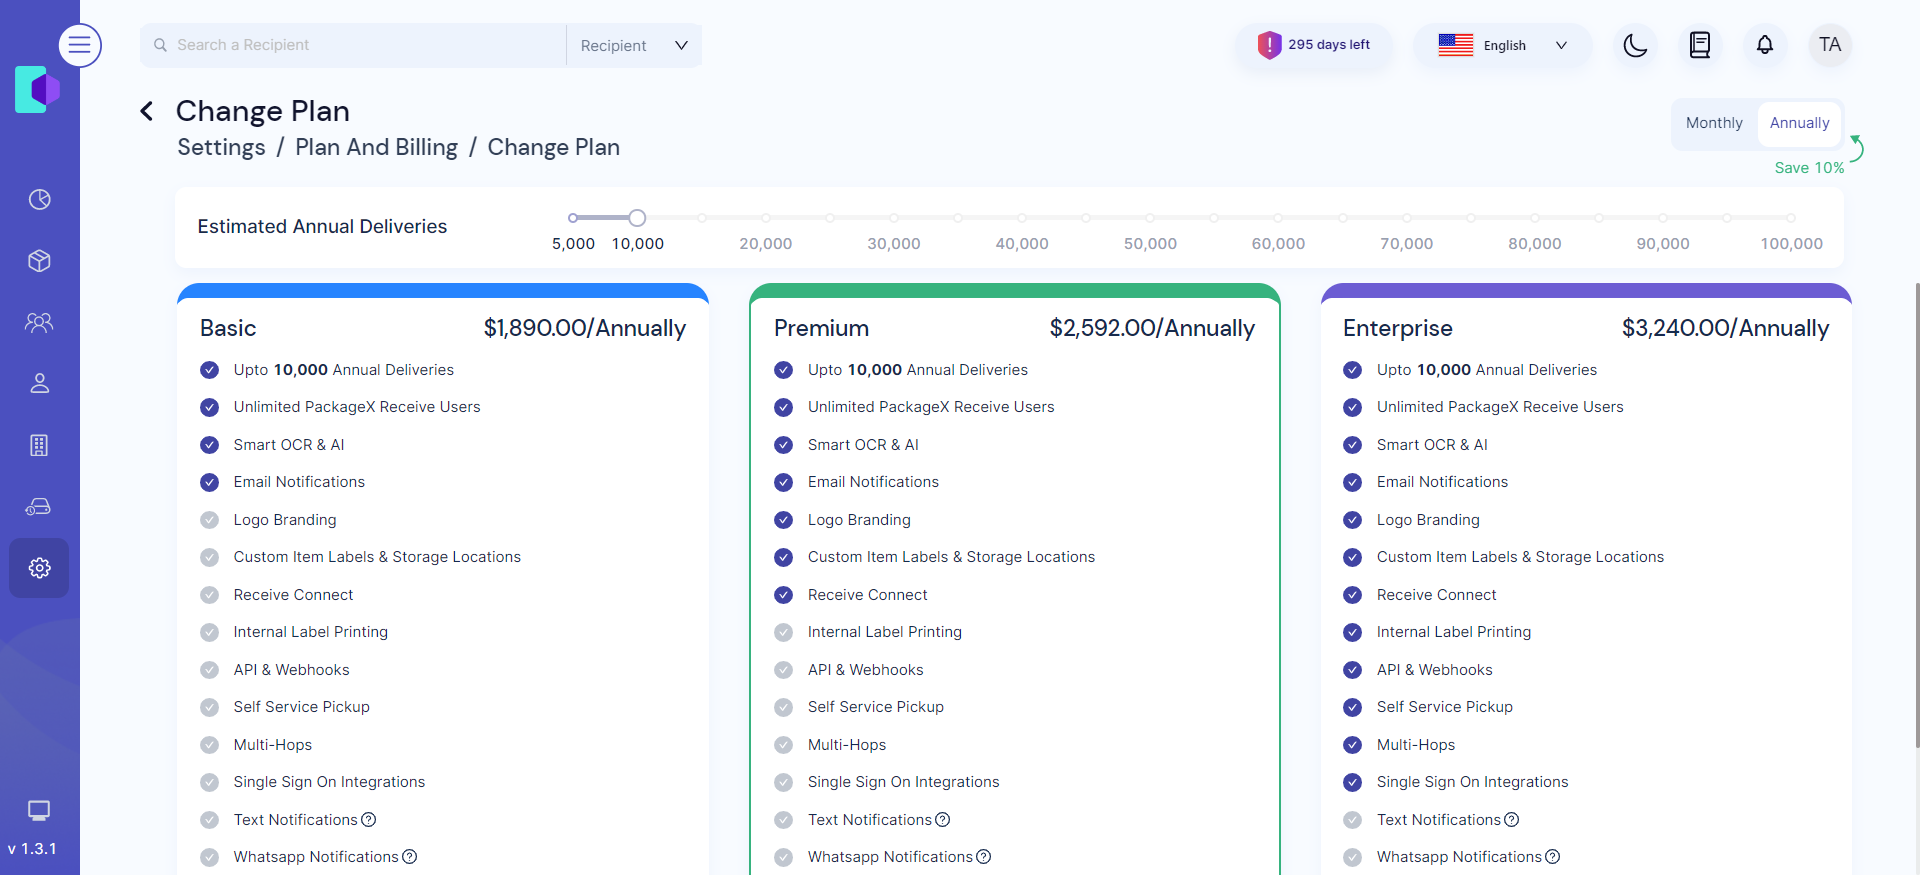 Search a Recipient
Recipient
295 days left
English
TA
Change Plan
Settings / Plan And Billing / Change Plan
Monthly
Annually
Save 10%
Estimated Annual Deliveries
5,000 10,000 20,000 30,000 40,000 50,000 60,000 70,000 80,000 90,000 100,000
Basic $1,890.00/Annually
Upto 10,000 Annual Deliveries
Unlimited PackageX Receive Users
Smart OCR & AI
Email Notifications
Logo Branding
Custom Item Labels & Storage Locations
Receive Connect
Internal Label Printing
API & Webhooks
Self Service Pickup
Multi-Hops
Single Sign On Integrations
Text Notifications
Whatsapp Notifications
Premium $2,592.00/Annually
Upto 10,000 Annual Deliveries
Unlimited PackageX Receive Users
Smart OCR & AI
Email Notifications
Logo Branding
Custom Item Labels & Storage Locations
Receive Connect
Internal Label Printing
API & Webhooks
Self Service Pickup
Multi-Hops
Single Sign On Integrations
Text Notifications
Whatsapp Notifications
Enterprise $3,240.00/Annually
Upto 10,000 Annual Deliveries
Unlimited PackageX Receive Users
Smart OCR & AI
Email Notifications
Logo Branding
Custom Item Labels & Storage Locations
Receive Connect
Internal Label Printing
API & Webhooks
Self Service Pickup
Multi-Hops
Single Sign On Integrations
Text Notifications
Whatsapp Notifications
v 1.3.1